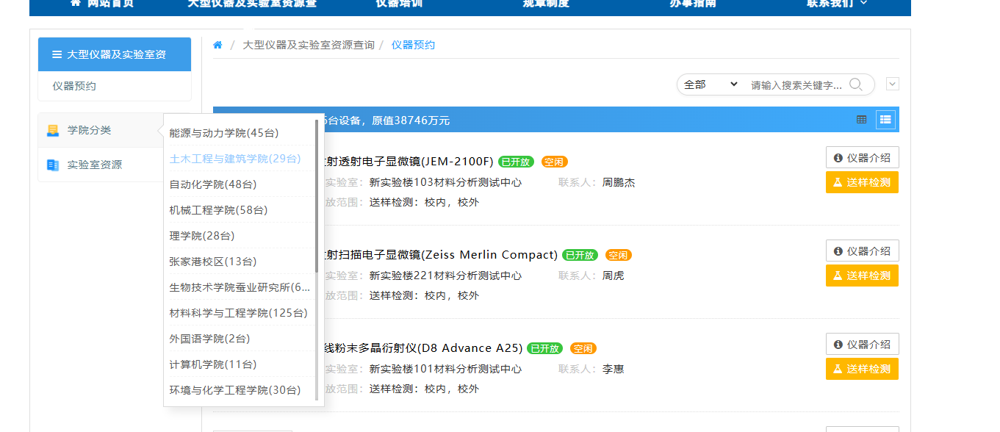 网站首页 大型仪器及实验室资源查 仪器培训 规章制度 办事指南 联系我们
大型仪器及实验室资
仪器预约
学院分类
实验室资源
/ 大型仪器及实验室资源查询 / 仪器预约
全部 请输入搜索关键字...
台设备，原值38746万元
能源与动力学院(45台)
土木工程与建筑学院(29台)
自动化学院(48台)
机械工程学院(58台)
理学院(28台)
张家港校区(13台)
生物技术学院蚕业研究所(6...
材料科学与工程学院(125台)
外国语学院(2台)
计算机学院(11台)
环境与化学工程学院(30台)
射透射电子显微镜(JEM-2100F) 已开放 空闲
仪器介绍
实验室：新实验楼103材料分析测试中心 联系人：周鹏杰
送样检测
放范围：送样检测：校内，校外
射扫描电子显微镜(Zeiss Merlin Compact) 已开放 空闲
仪器介绍
实验室：新实验楼221材料分析测试中心 联系人：周虎
送样检测
放范围：送样检测：校内，校外
线粉末多晶衍射仪(D8 Advance A25) 已开放 空闲
仪器介绍
实验室：新实验楼101材料分析测试中心 联系人：李惠
送样检测
放范围：送样检测：校内，校外